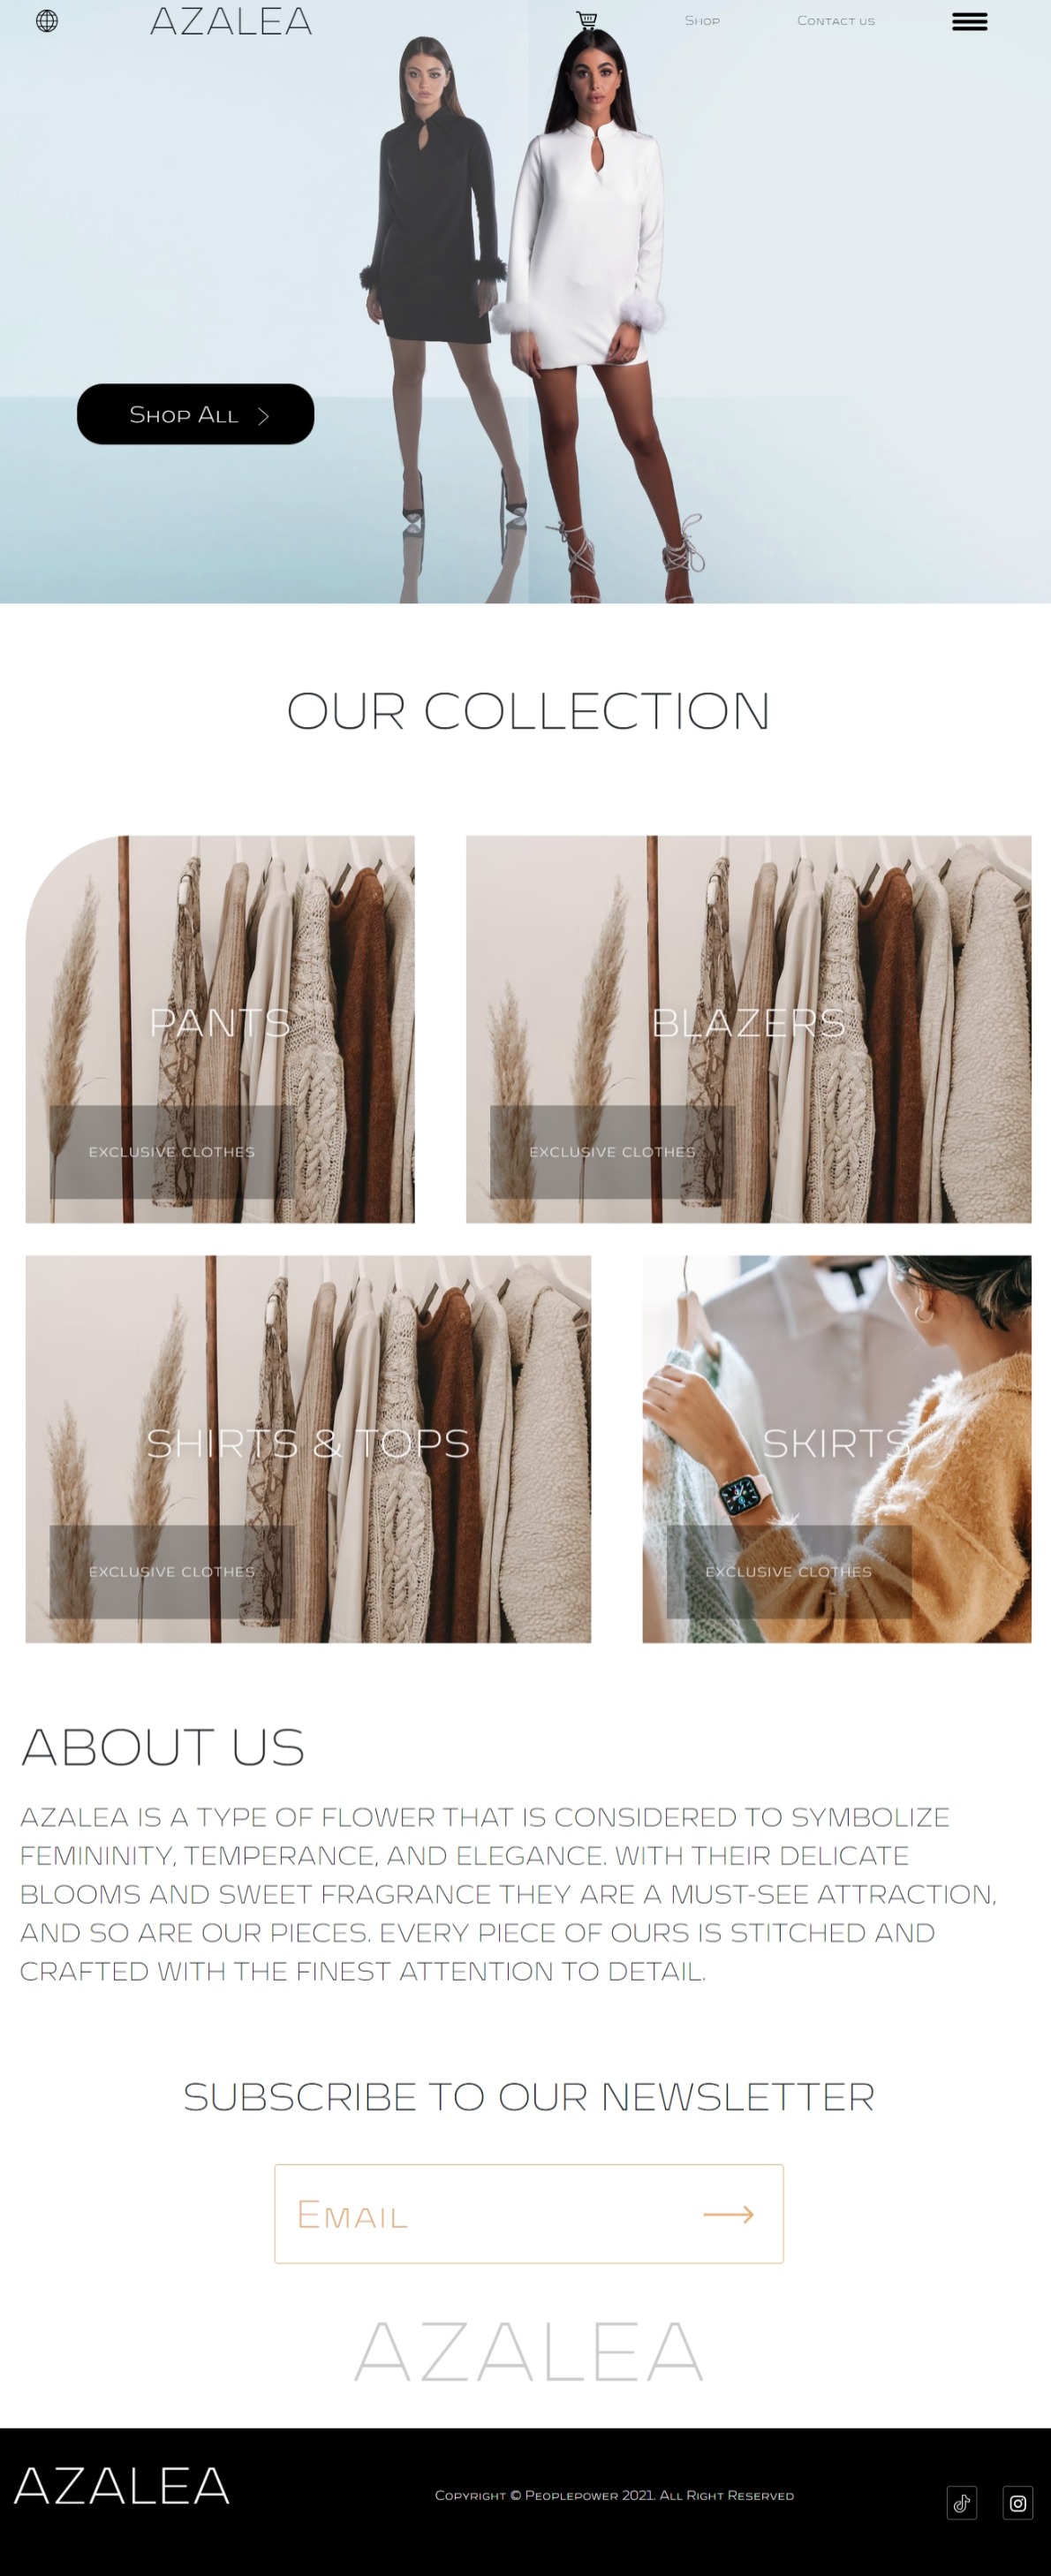 AZALEA
Shop
Contact us
Shop All
OUR COLLECTION
PANTS
BLAZERS
EXCLUSIVE CLOTHES
EXCLUSIVE CLOTHES
SHIRTS & TOPS
SKIRTS
EXCLUSIVE CLOTHES
EXCLUSIVE CLOTHES
ABOUT US
AZALEA IS A TYPE OF FLOWER THAT IS CONSIDERED TO SYMBOLIZE
FEMININITY, TEMPERANCE, AND ELEGANCE. WITH THEIR DELICATE
BLOOMS AND SWEET FRAGRANCE THEY ARE A MUST-SEE ATTRACTION,
AND SO ARE OUR PIECES. EVERY PIECE OF OURS IS STITCHED AND
CRAFTED WITH THE FINEST ATTENTION TO DETAIL.
SUBSCRIBE TO OUR NEWSLETTER
Email
AZALEA
AZALEA
Copyright © Peoplepower 2021. All Right Reserved